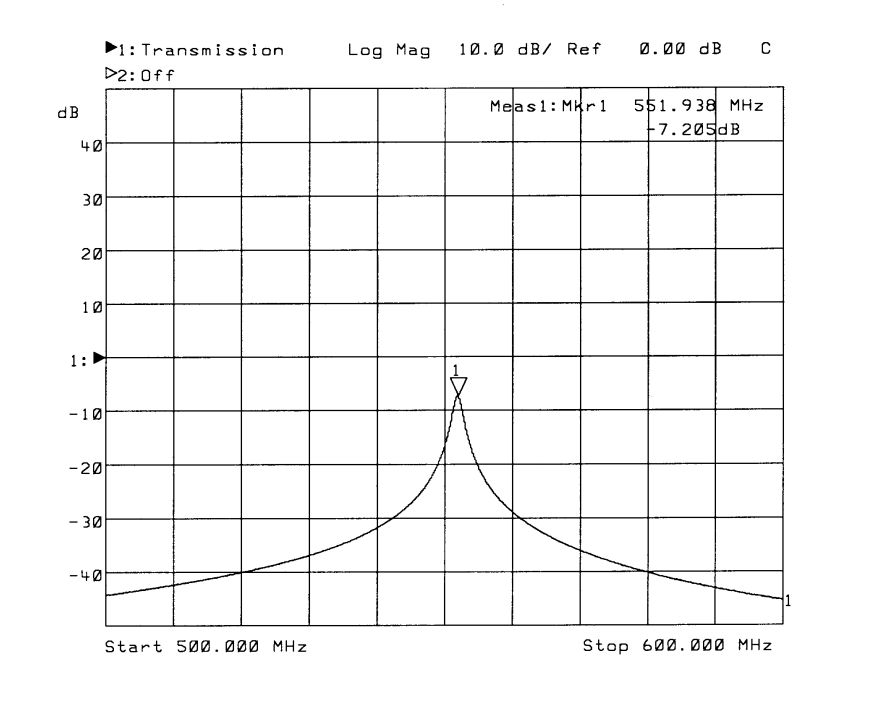 ▶1:Transmission Log Mag 10.0 dB/ Ref 0.00 dB C
▷2:Off
Meas1:Mkr1 551.938 MHz
dB
-7.205dB
40
30
20
10
1:▶
1
-10
-20
-30
-40
1
Start 500.000 MHz Stop 600.000 MHz